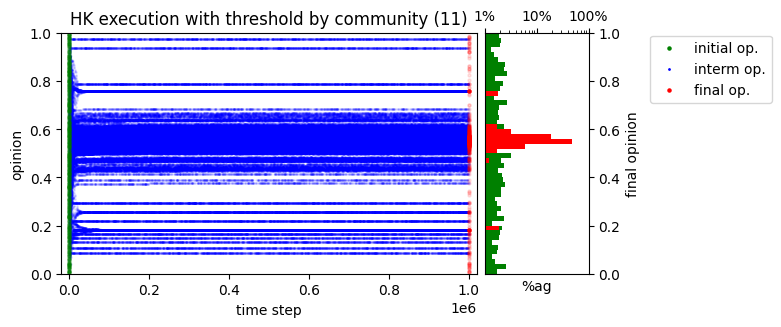 HK execution with threshold by community (11)
1% 10% 100%
1.0 0.8 0.6 0.4 0.2 0.0
opinion
0.0 0.2 0.4 0.6 0.8 1.0
1e6
time step
%ag
1.0 0.8 0.6 0.4 0.2 0.0
final opinion
initial op.
interm op.
final op.